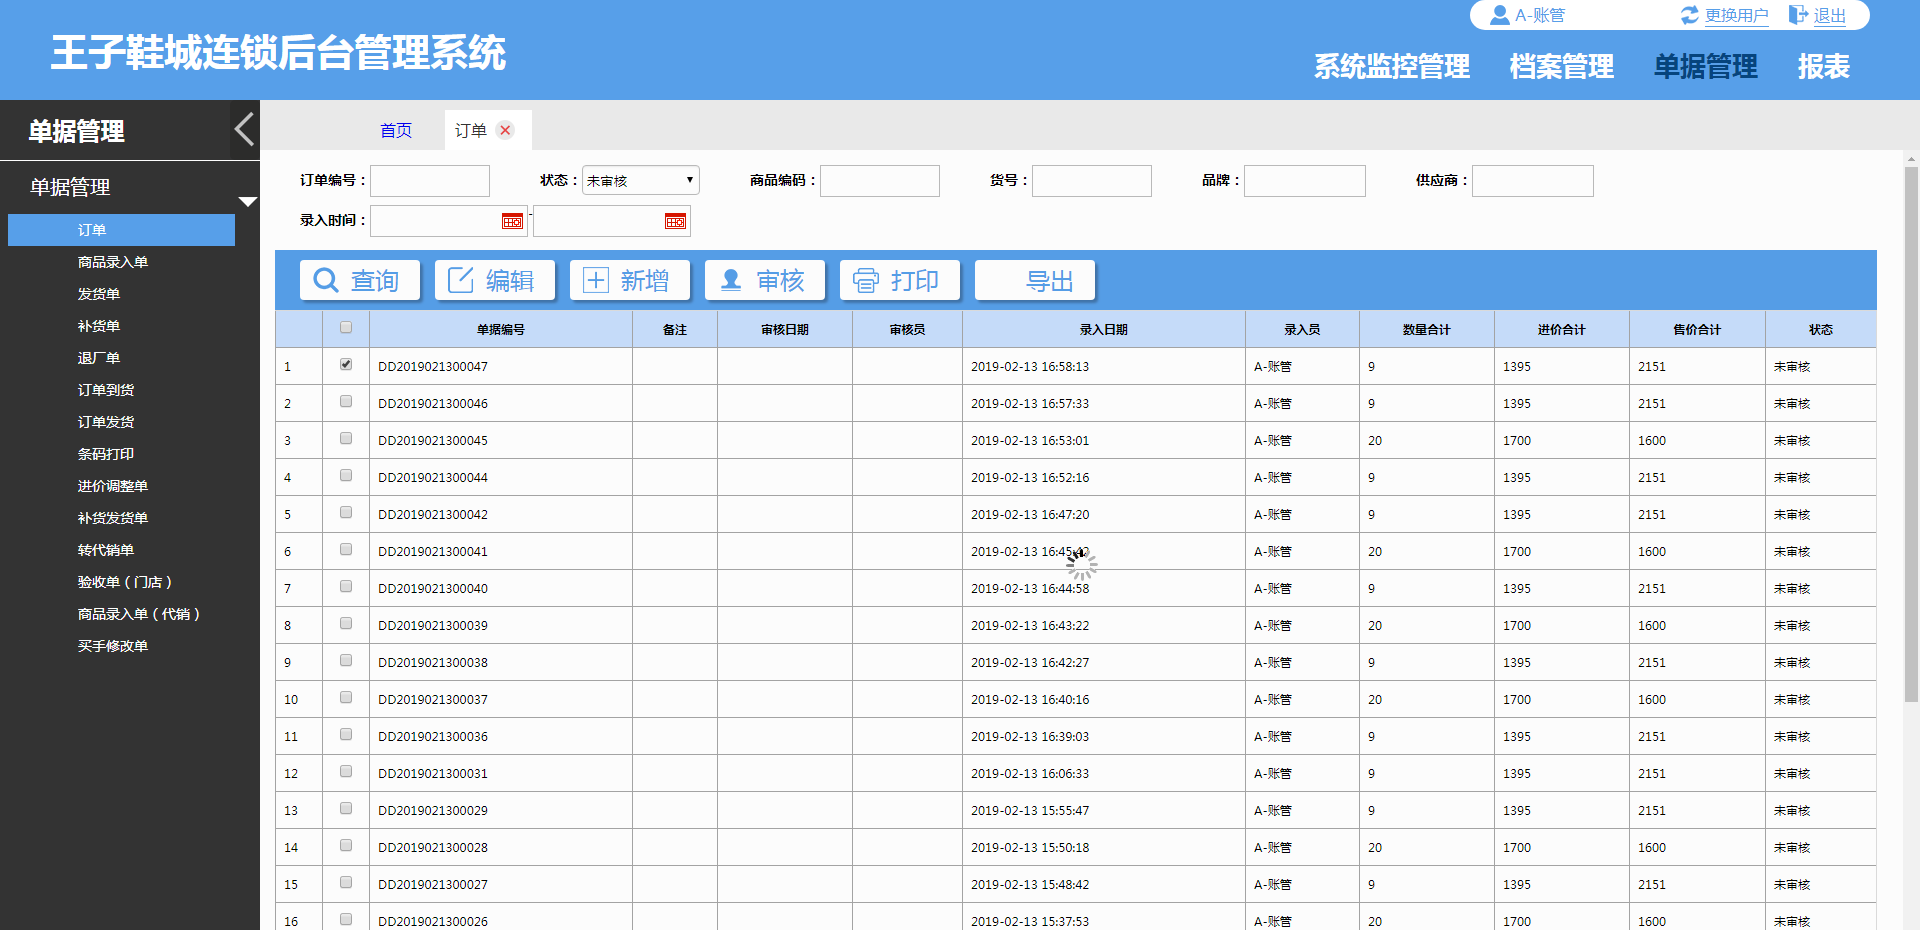 A-账管 更换用户 退出
王子鞋城连锁后台管理系统
系统监控管理 档案管理 单据管理 报表
单据管理
首页 订单
单据管理
订单
商品录入单
发货单
补货单
退厂单
订单到货
订单发货
条码打印
进价调整单
补货发货单
转代销单
验收单（门店）
商品录入单（代销）
买手修改单
订单编号： 状态： 未审核 商品编码： 货号： 品牌： 供应商：
录入时间： -
查询 编辑 新增 审核 打印 导出
单据编号 备注 审核日期 审核员 录入日期 录入员 数量合计 进价合计 售价合计 状态
1 DD2019021300047 2019-02-13 16:58:13 A-账管 9 1395 2151 未审核
2 DD2019021300046 2019-02-13 16:57:33 A-账管 9 1395 2151 未审核
3 DD2019021300045 2019-02-13 16:53:01 A-账管 20 1700 1600 未审核
4 DD2019021300044 2019-02-13 16:52:16 A-账管 9 1395 2151 未审核
5 DD2019021300042 2019-02-13 16:47:20 A-账管 9 1395 2151 未审核
6 DD2019021300041 2019-02-13 A-账管 20 1700 1600 未审核
7 DD2019021300040 2019-02-13 16:44:58 A-账管 9 1395 2151 未审核
8 DD2019021300039 2019-02-13 16:43:22 A-账管 20 1700 1600 未审核
9 DD2019021300038 2019-02-13 16:42:27 A-账管 9 1395 2151 未审核
10 DD2019021300037 2019-02-13 16:40:16 A-账管 20 1700 1600 未审核
11 DD2019021300036 2019-02-13 16:39:03 A-账管 9 1395 2151 未审核
12 DD2019021300031 2019-02-13 16:06:33 A-账管 9 1395 2151 未审核
13 DD2019021300029 2019-02-13 15:55:47 A-账管 9 1395 2151 未审核
14 DD2019021300028 2019-02-13 15:50:18 A-账管 20 1700 1600 未审核
15 DD2019021300027 2019-02-13 15:48:42 A-账管 9 1395 2151 未审核
16 DD2019021300026 2019-02-13 15:37:53 A-账管 20 1700 1600 未审核